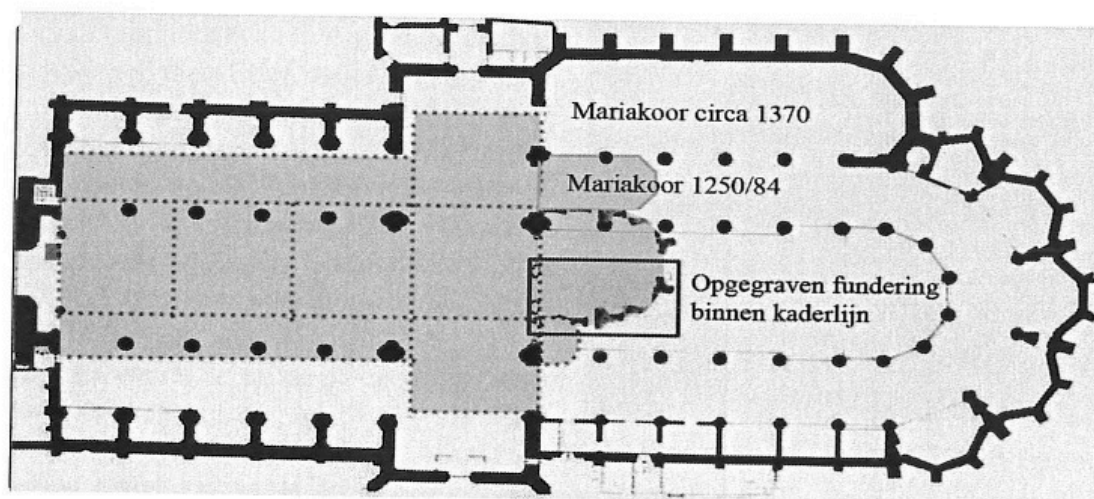 Mariakoor circa 1370
Mariakoor 1250/84
Opgegraven fundering
binnen kaderlijn